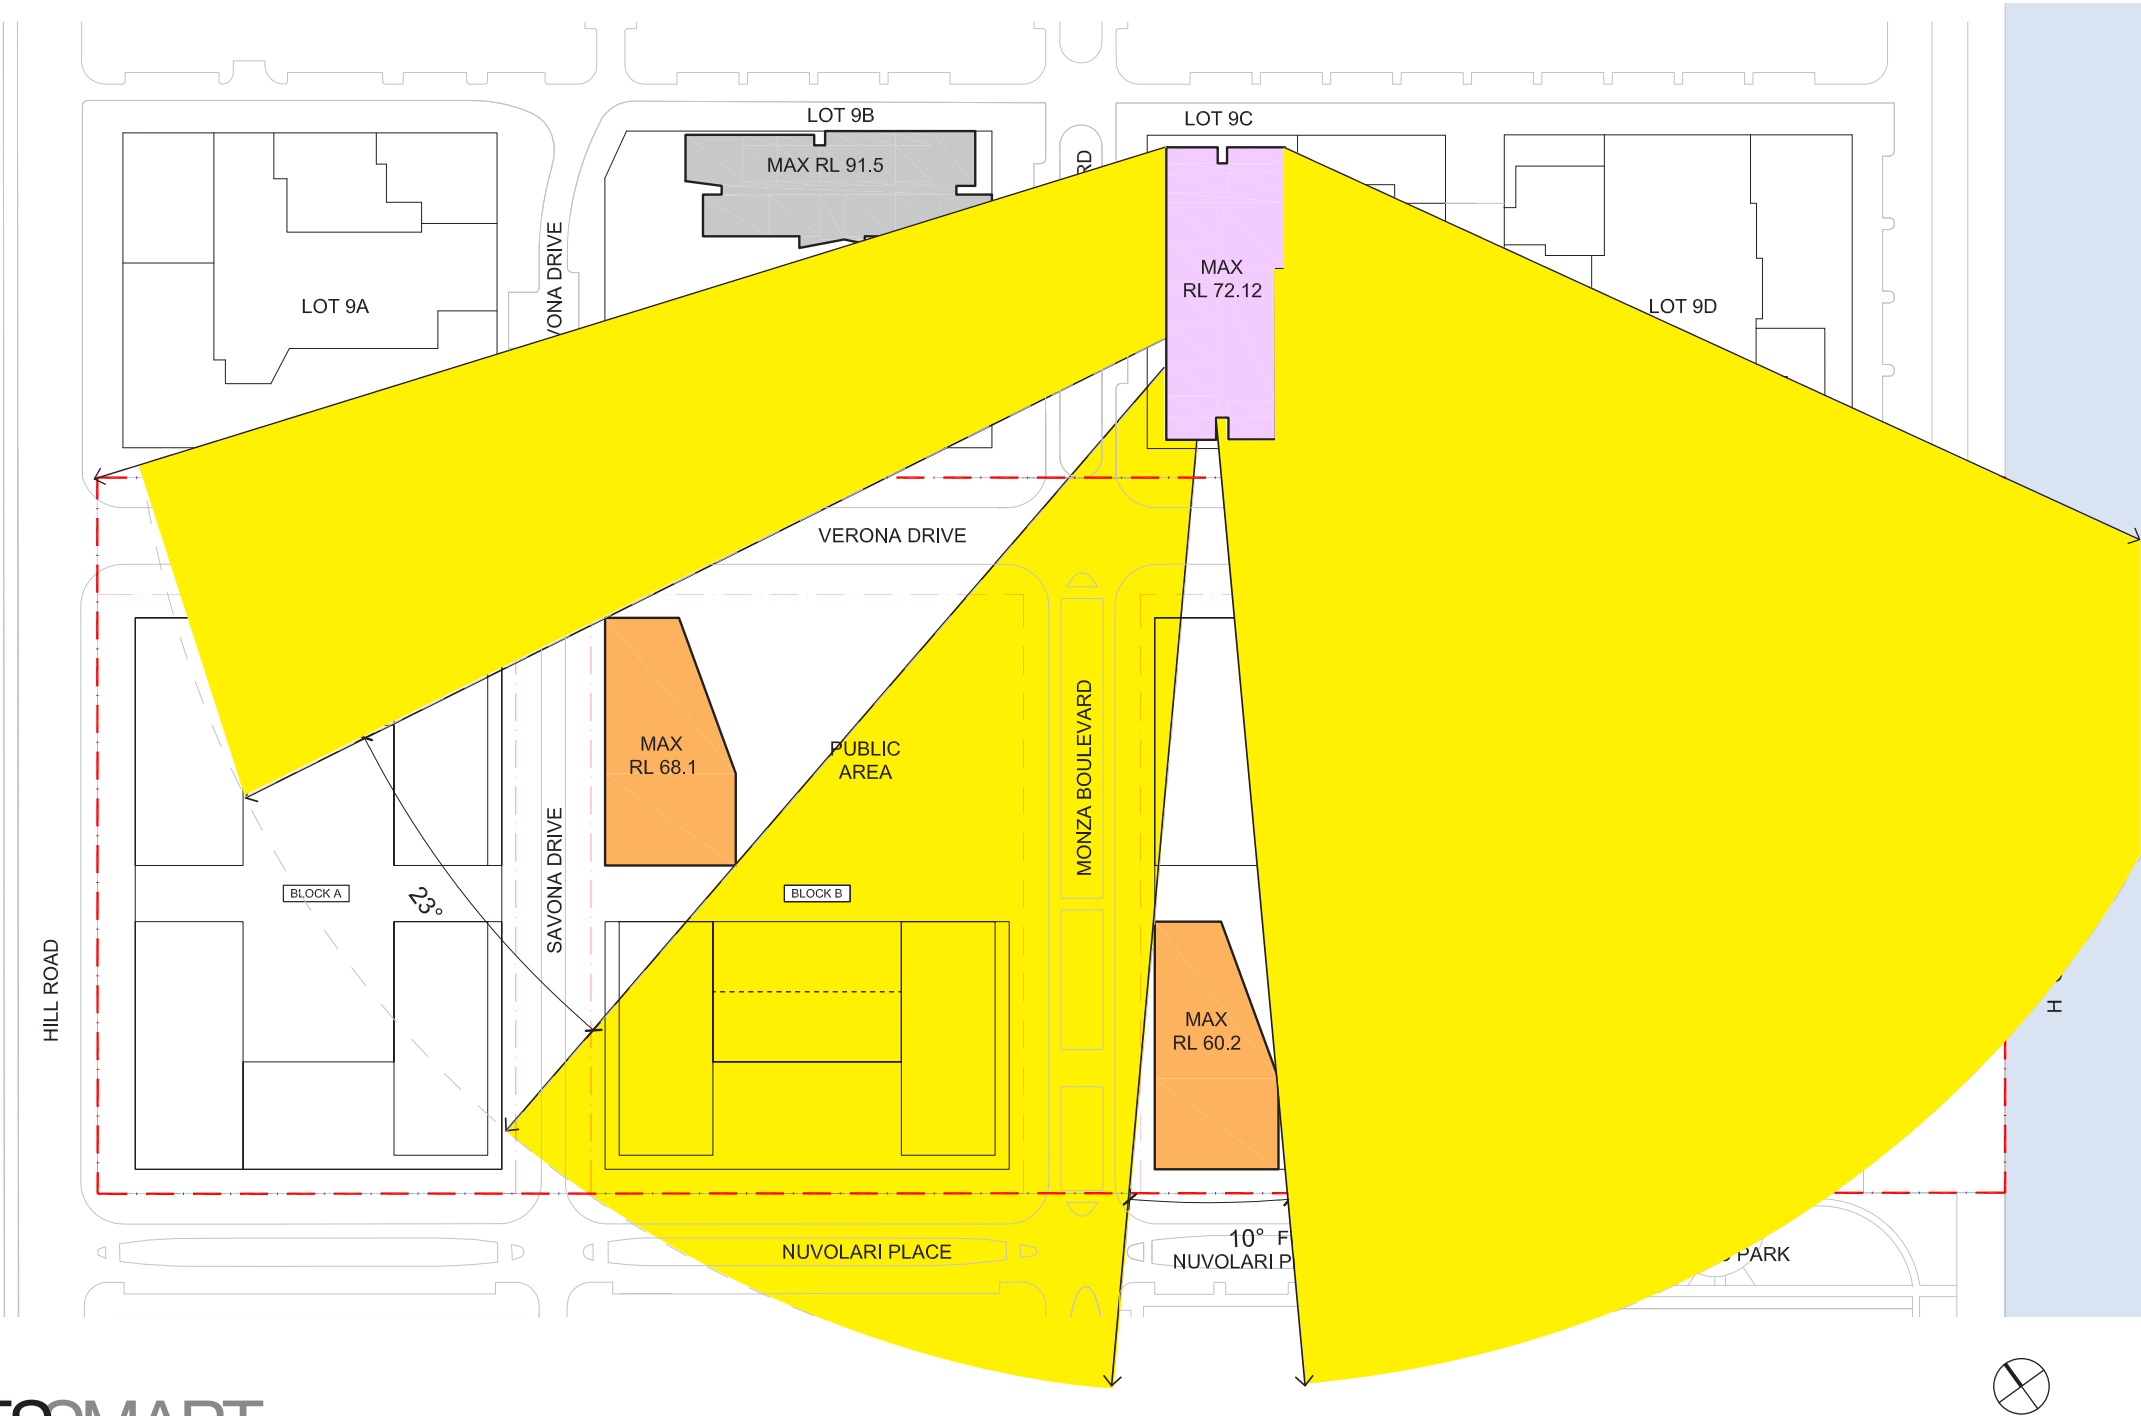 LOT 9B
LOT 9C
MAX RL 91.5
RD
MAX
RL 72.12
LOT 9A
VONA DRIVE
LOT 9D
VERONA DRIVE
MAX
RL 68.1
PUBLIC
AREA
MONZA BOULEVARD
SAVONA DRIVE
BLOCK A
23°
BLOCK B
HILL ROAD
MAX
RL 60.2
H
10° F
NUVOLARI PLACE
NUVOLARI P
PARK